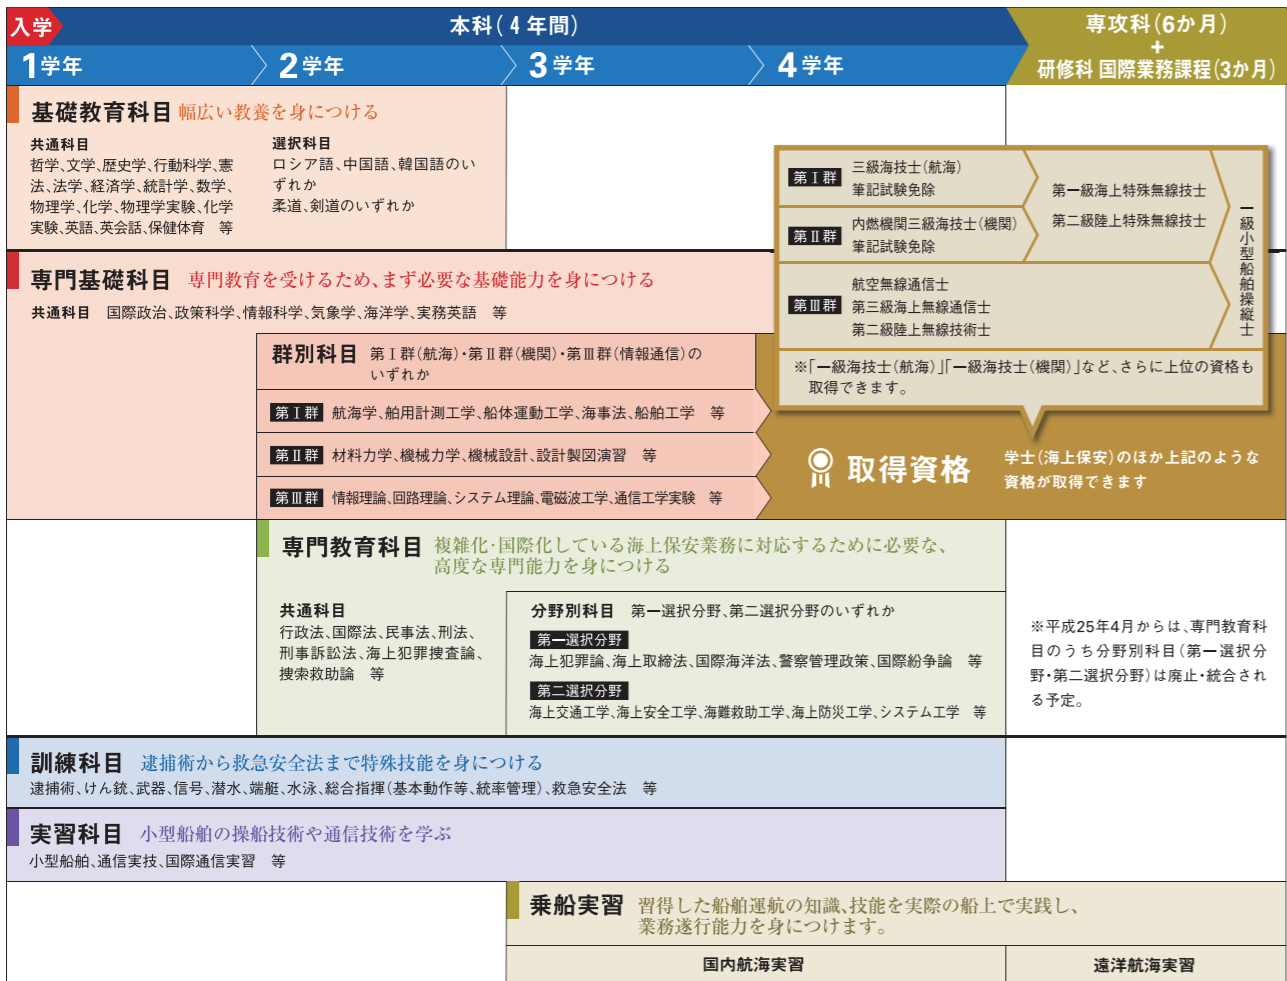 入学
本科(4年間)
専攻科(6か月)
+
研修科 国際業務課程(3か月)
1学年
2学年
3学年
4学年
基礎教育科目 幅広い教養を身につける
共通科目
哲学、文学、歴史学、行動科学、憲
法、法学、経済学、統計学、数学、
物理学、化学、物理学実験、化学
実験、英語、英会話、保健体育 等
選択科目
ロシア語、中国語、韓国語のい
ずれか
柔道、剣道のいずれか
第Ⅰ群
三級海技士(航海)
筆記試験免除
第Ⅱ群
内燃機関三級海技士(機関)
筆記試験免除
第一級海上特殊無線技士
第二級陸上特殊無線技士
第Ⅲ群
航空無線通信士
第三級海上無線通信士
第二級陸上無線技術士
一級小型船舶操縦士
※「一級海技士(航海)」「一級海技士(機関)」など、さらに上位の資格も
取得できます。
取得資格
学士(海上保安)のほか上記のような
資格が取得できます
専門基礎科目 専門教育を受けるため、まず必要な基礎能力を身につける
共通科目 国際政治、政策科学、情報科学、気象学、海洋学、実務英語 等
群別科目 第Ⅰ群(航海)・第Ⅱ群(機関)・第Ⅲ群(情報通信)の
いずれか
第Ⅰ群 航海学、舶用計測工学、船体運動工学、海事法、船舶工学 等
第Ⅱ群 材料力学、機械力学、機械設計、設計製図演習 等
第Ⅲ群 情報理論、回路理論、システム理論、電磁波工学、通信工学実験 等
専門教育科目 複雑化・国際化している海上保安業務に対応するために必要な、
高度な専門能力を身につける
共通科目
行政法、国際法、民事法、刑法、
刑事訴訟法、海上犯罪捜査論、
捜索救助論 等
分野別科目 第一選択分野、第二選択分野のいずれか
第一選択分野
海上犯罪論、海上取締法、国際海洋法、警察管理政策、国際紛争論 等
第二選択分野
海上交通工学、海上安全工学、海難救助工学、海上防災工学、システム工学 等
※平成25年4月からは、専門教育科
目のうち分野別科目(第一選択分
野・第二選択分野)は廃止・統合され
る予定。
訓練科目 逮捕術から救急安全法まで特殊技能を身につける
逮捕術、けん銃、武器、信号、潜水、端艇、水泳、総合指揮(基本動作等、統率管理)、救急安全法 等
実習科目 小型船舶の操船技術や通信技術を学ぶ
小型船舶、通信実技、国際通信実習 等
乗船実習 習得した船舶運航の知識、技能を実際の船上で実践し、
業務遂行能力を身につけます。
国内航海実習
遠洋航海実習